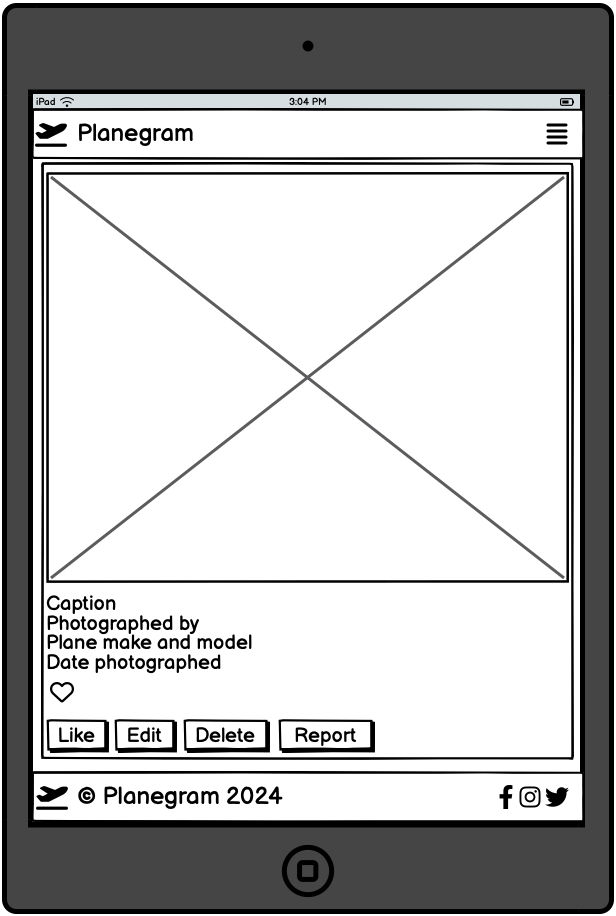 iPad 3:04 PM
Planegram
Caption
Photographed by
Plane make and model
Date photographed
Like Edit Delete Report
© Planegram 2024